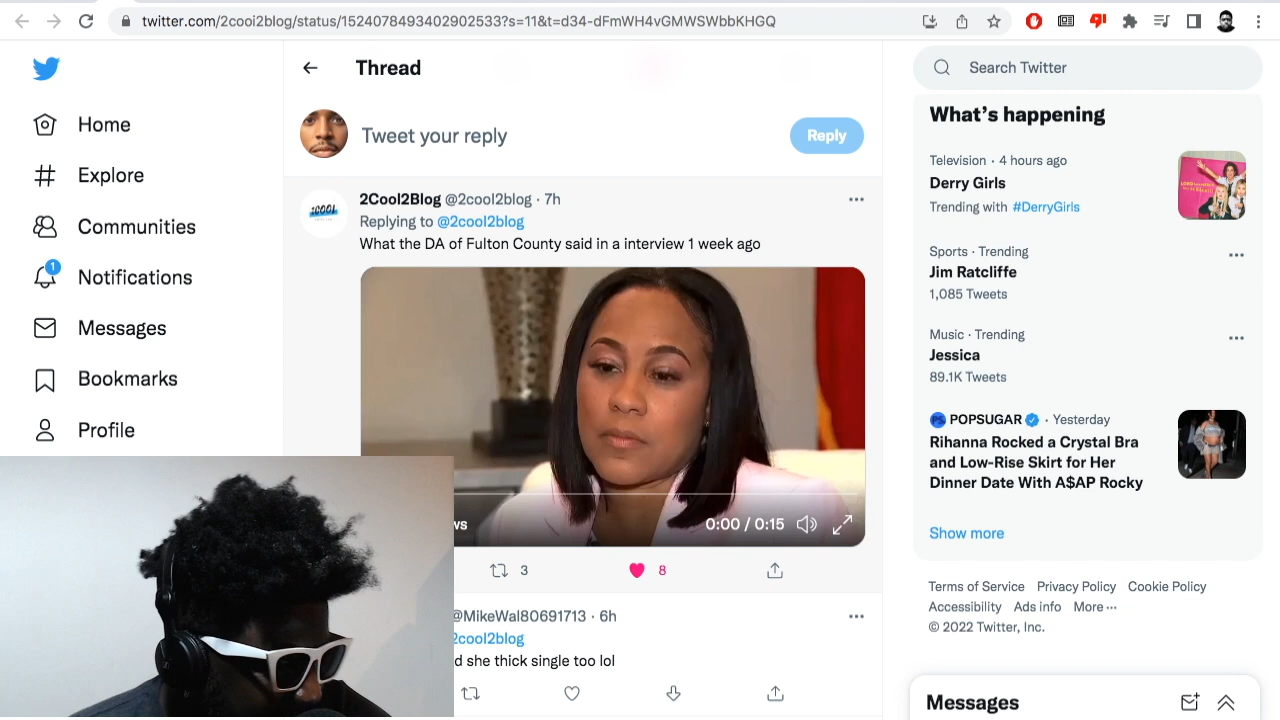 twitter.com/2cool2blog/status/1524078493402902533?s=11&t=d34-dFmWH4vGMWSWbbKHGQ
Home
Explore
Communities
1
Notifications
Messages
Bookmarks
Profile
Thread
Tweet your reply
Reply
2COOL
2Cool2Blog @2cool2blog · 7h
Replying to @2cool2blog
What the DA of Fulton County said in a interview 1 week ago
ws
0:00 / 0:15
3
8
@MikeWal80691713 · 6h
2cool2blog
d she thick single too lol
Search Twitter
What's happening
Television · 4 hours ago
Derry Girls
Trending with #DerryGirls
Sports · Trending
Jim Ratcliffe
1,085 Tweets
Music · Trending
Jessica
89.1K Tweets
PS POPSUGAR · Yesterday
Rihanna Rocked a Crystal Bra
and Low-Rise Skirt for Her
Dinner Date With A$AP Rocky
Show more
Terms of Service Privacy Policy Cookie Policy
Accessibility Ads info More ···
© 2022 Twitter, Inc.
Messages